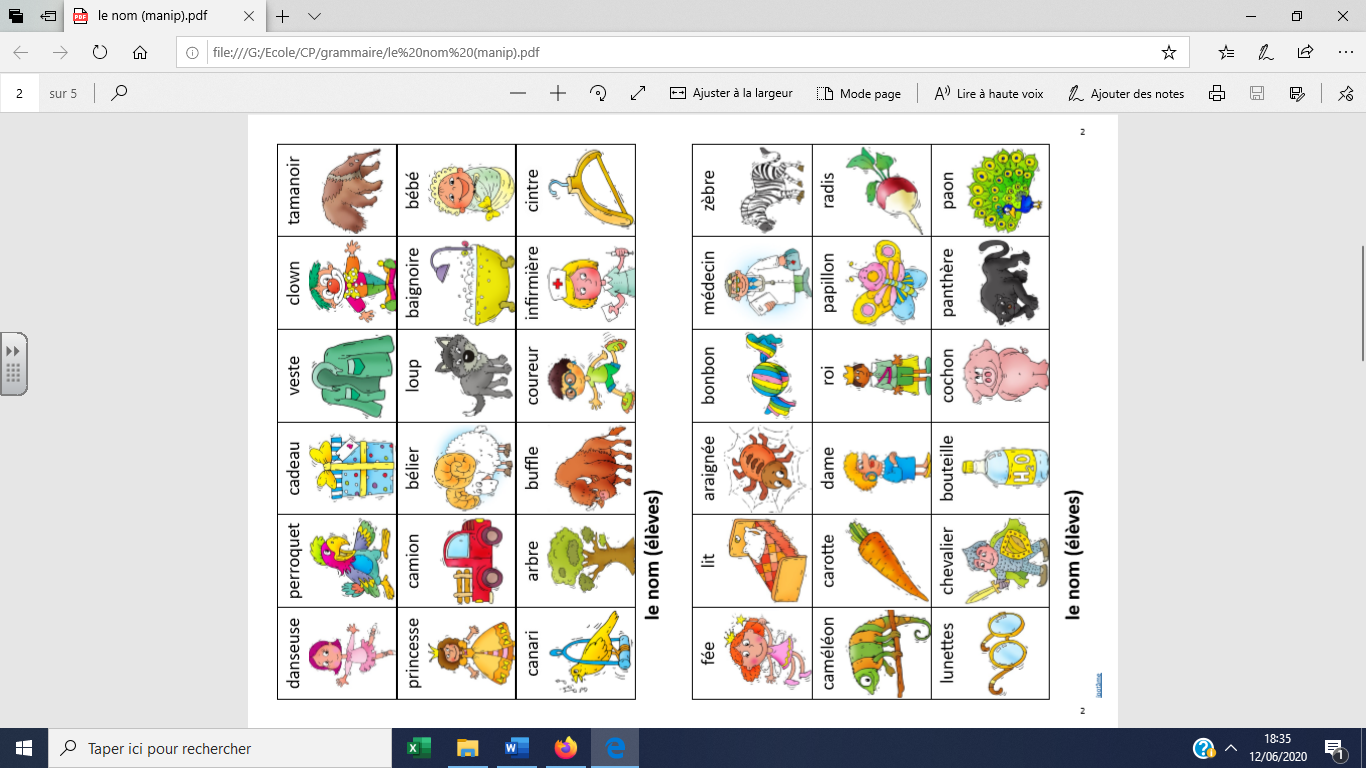 le nom (manip).pdf
file:///G:/Ecole/CP/grammaire/le%20nom%20(manip).pdf
2 sur 5
Ajuster à la largeur
Mode page
Lire à haute voix
Ajouter des notes
2
tamanoir
bébé
cintre
clown
baignoire
infirmière
veste
loup
coureur
cadeau
bélier
buffle
perroquet
camion
arbre
danseuse
princesse
canari
le nom (élèves)
zèbre
radis
paon
médecin
papillon
panthère
bonbon
roi
cochon
araignée
dame
bouteille
lit
carotte
chevalier
fée
caméléon
lunettes
le nom (élèves)
2
Taper ici pour rechercher
18:35
12/06/2020
1